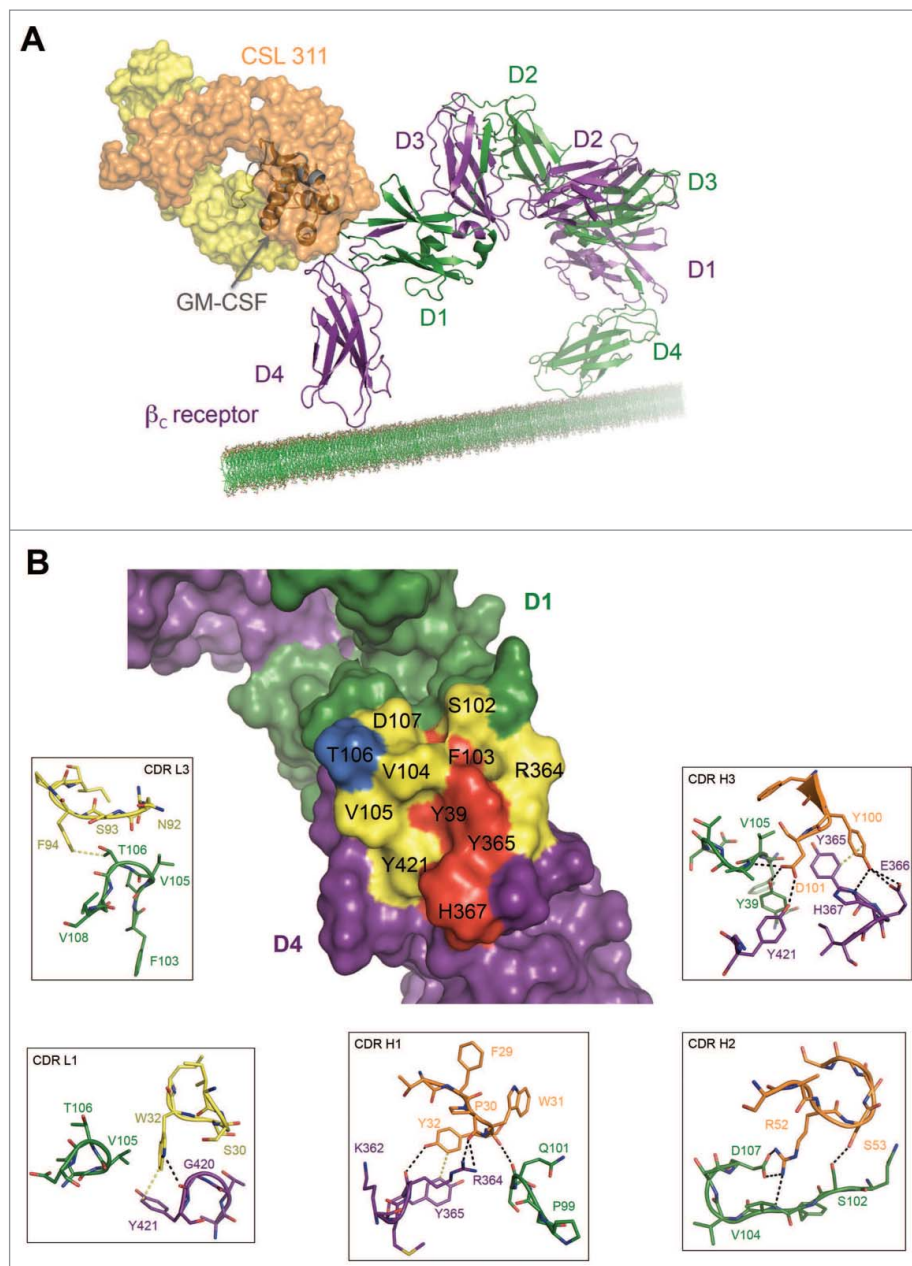 A
CSL 311
D2
D3
D2
D3
D1
GM-CSF
D1
D4
D4
βc receptor
B
D1
S102
D107
T106
F103
V104
R364
V105
Y39
Y365
Y421
H367
D4
CDR L3
S93
N92
F94
T106
V105
V108
F103
CDR H3
V105
Y100
Y365
E366
D101
Y39
H367
Y421
CDR L1
T106
W32
V105
S30
G420
Y421
CDR H1
F29
P30
W31
Y32
K362
Q101
R364
Y365
P99
CDR H2
R52
D107
S53
S102
V104